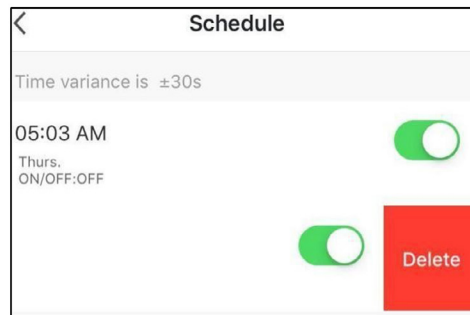 Schedule
Time variance is ±30s
05:03 AM
Thurs.
ON/OFF:OFF
Delete